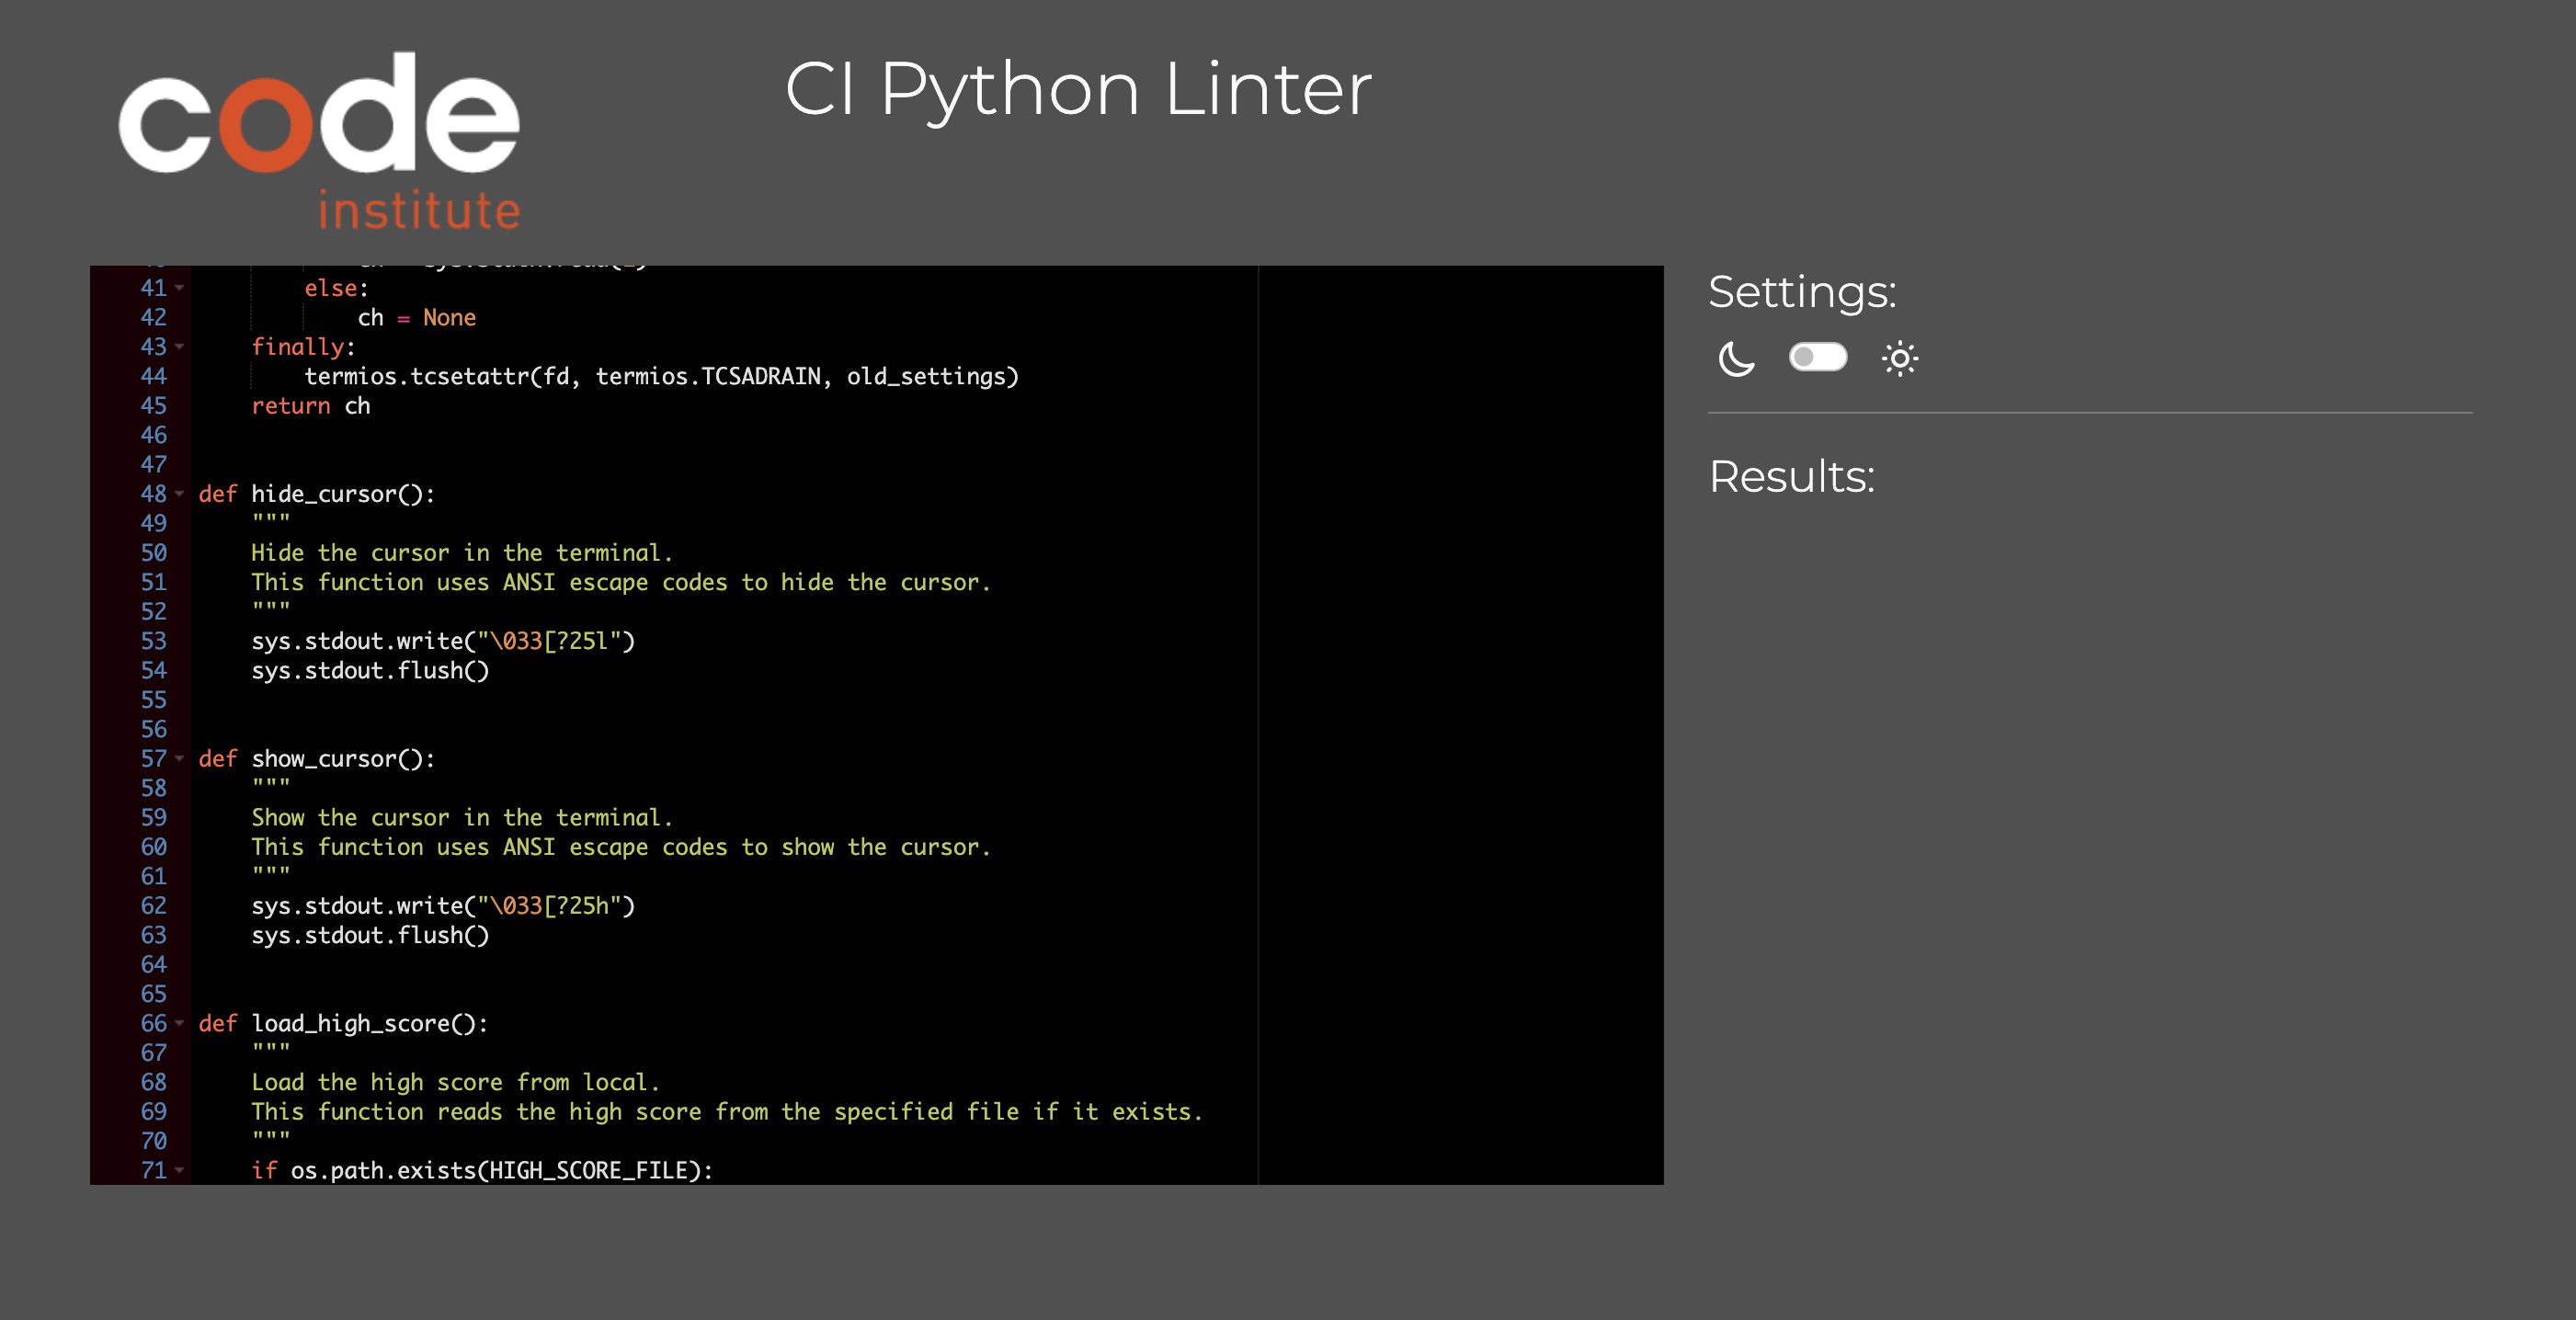 code
institute
CI Python Linter
41 else:
42 ch = None
43 finally:
44 termios.tcsetattr(fd, termios.TCSADRAIN, old_settings)
45 return ch
46
47
48 def hide_cursor():
49 """
50 Hide the cursor in the terminal.
51 This function uses ANSI escape codes to hide the cursor.
52 """
53 sys.stdout.write("\033[?25l")
54 sys.stdout.flush()
55
56
57 def show_cursor():
58 """
59 Show the cursor in the terminal.
60 This function uses ANSI escape codes to show the cursor.
61 """
62 sys.stdout.write("\033[?25h")
63 sys.stdout.flush()
64
65
66 def load_high_score():
67 """
68 Load the high score from local.
69 This function reads the high score from the specified file if it exists.
70 """
71 if os.path.exists(HIGH_SCORE_FILE):
Settings:
Results: